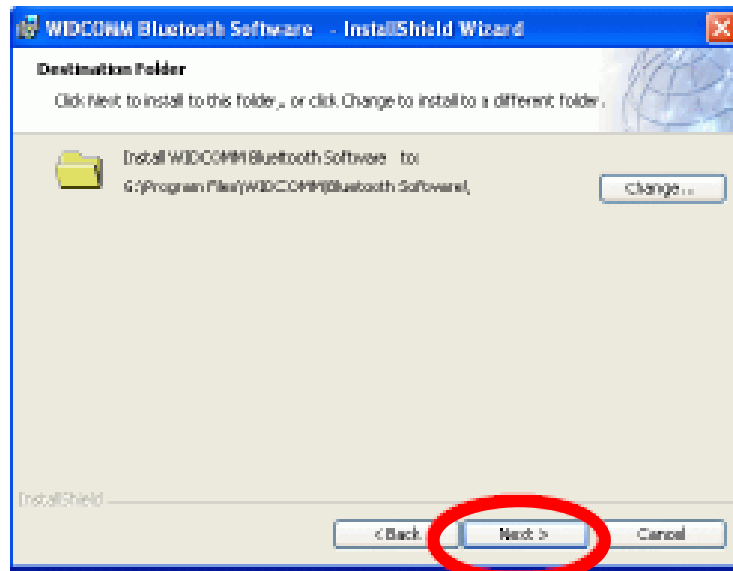 WIDCOMM Bluetooth Software - InstallShield Wizard
Destination Folder
Click Next to install to this folder, or click Change to install to a different folder.
Install WIDCOMM Bluetooth Software to:
G:\Program Files\WIDCOMM\Bluetooth Software\
Change...
InstallShield
< Back
Next >
Cancel